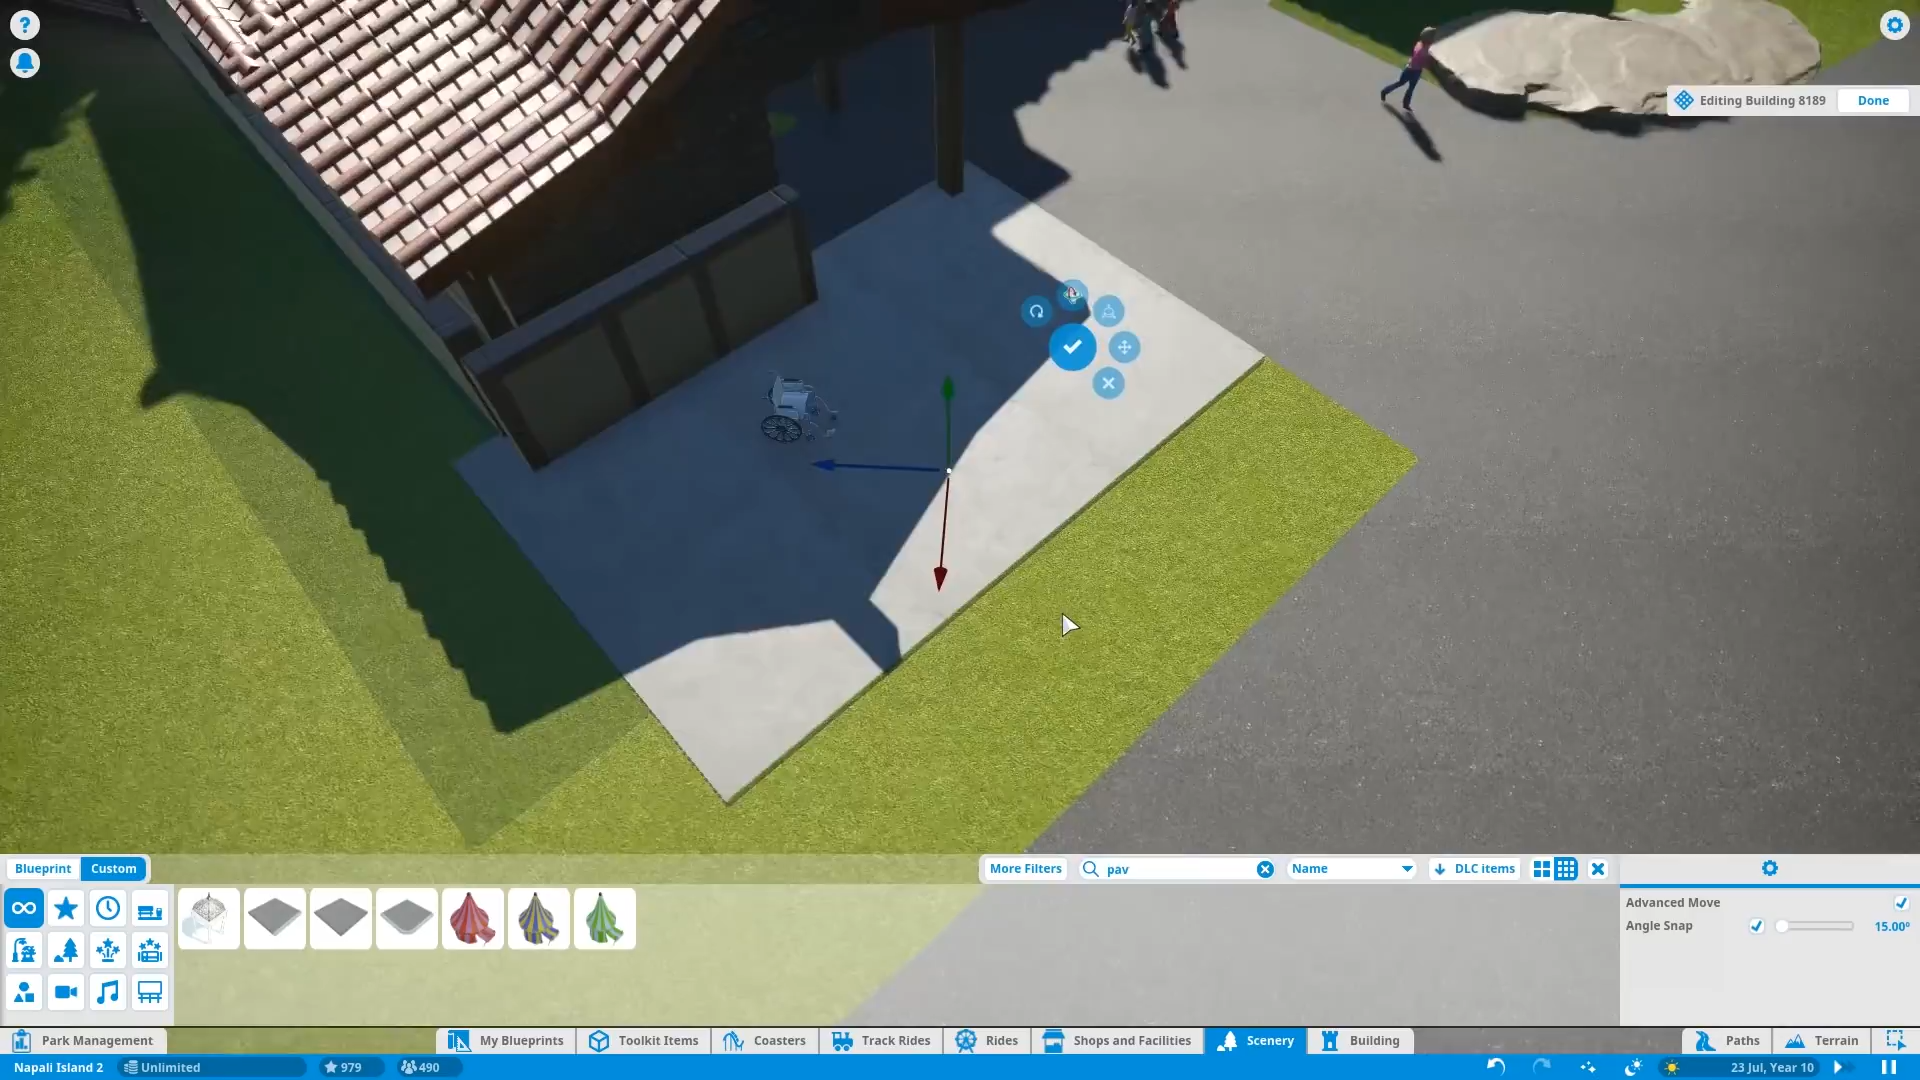 ?
Editing Building 8189
Done
Blueprint
Custom
More Filters
pav
Name
DLC items
Advanced Move
Angle Snap
15.00°
Park Management
My Blueprints
Toolkit Items
Coasters
Track Rides
Rides
Shops and Facilities
Scenery
Building
Paths
Terrain
Napali Island 2
Unlimited
979
490
23 Jul, Year 10